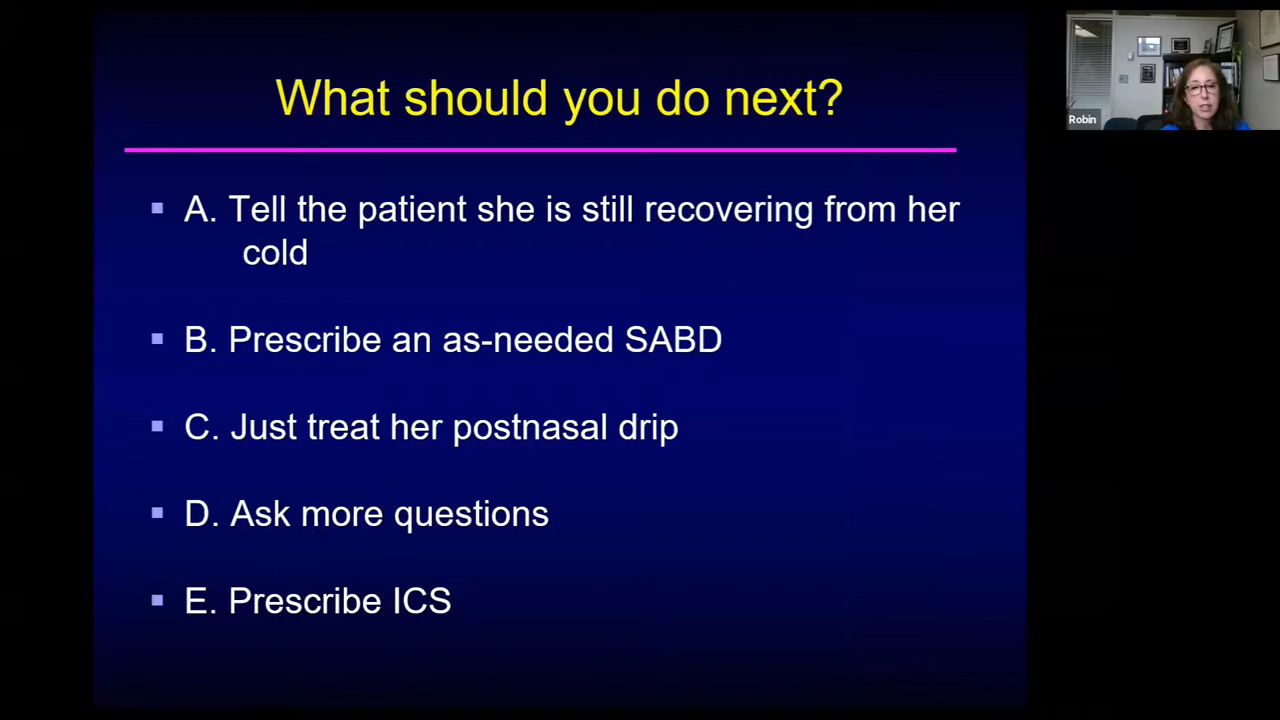 What should you do next?
▪ A. Tell the patient she is still recovering from her
cold
▪ B. Prescribe an as-needed SABD
▪ C. Just treat her postnasal drip
▪ D. Ask more questions
▪ E. Prescribe ICS
Robin